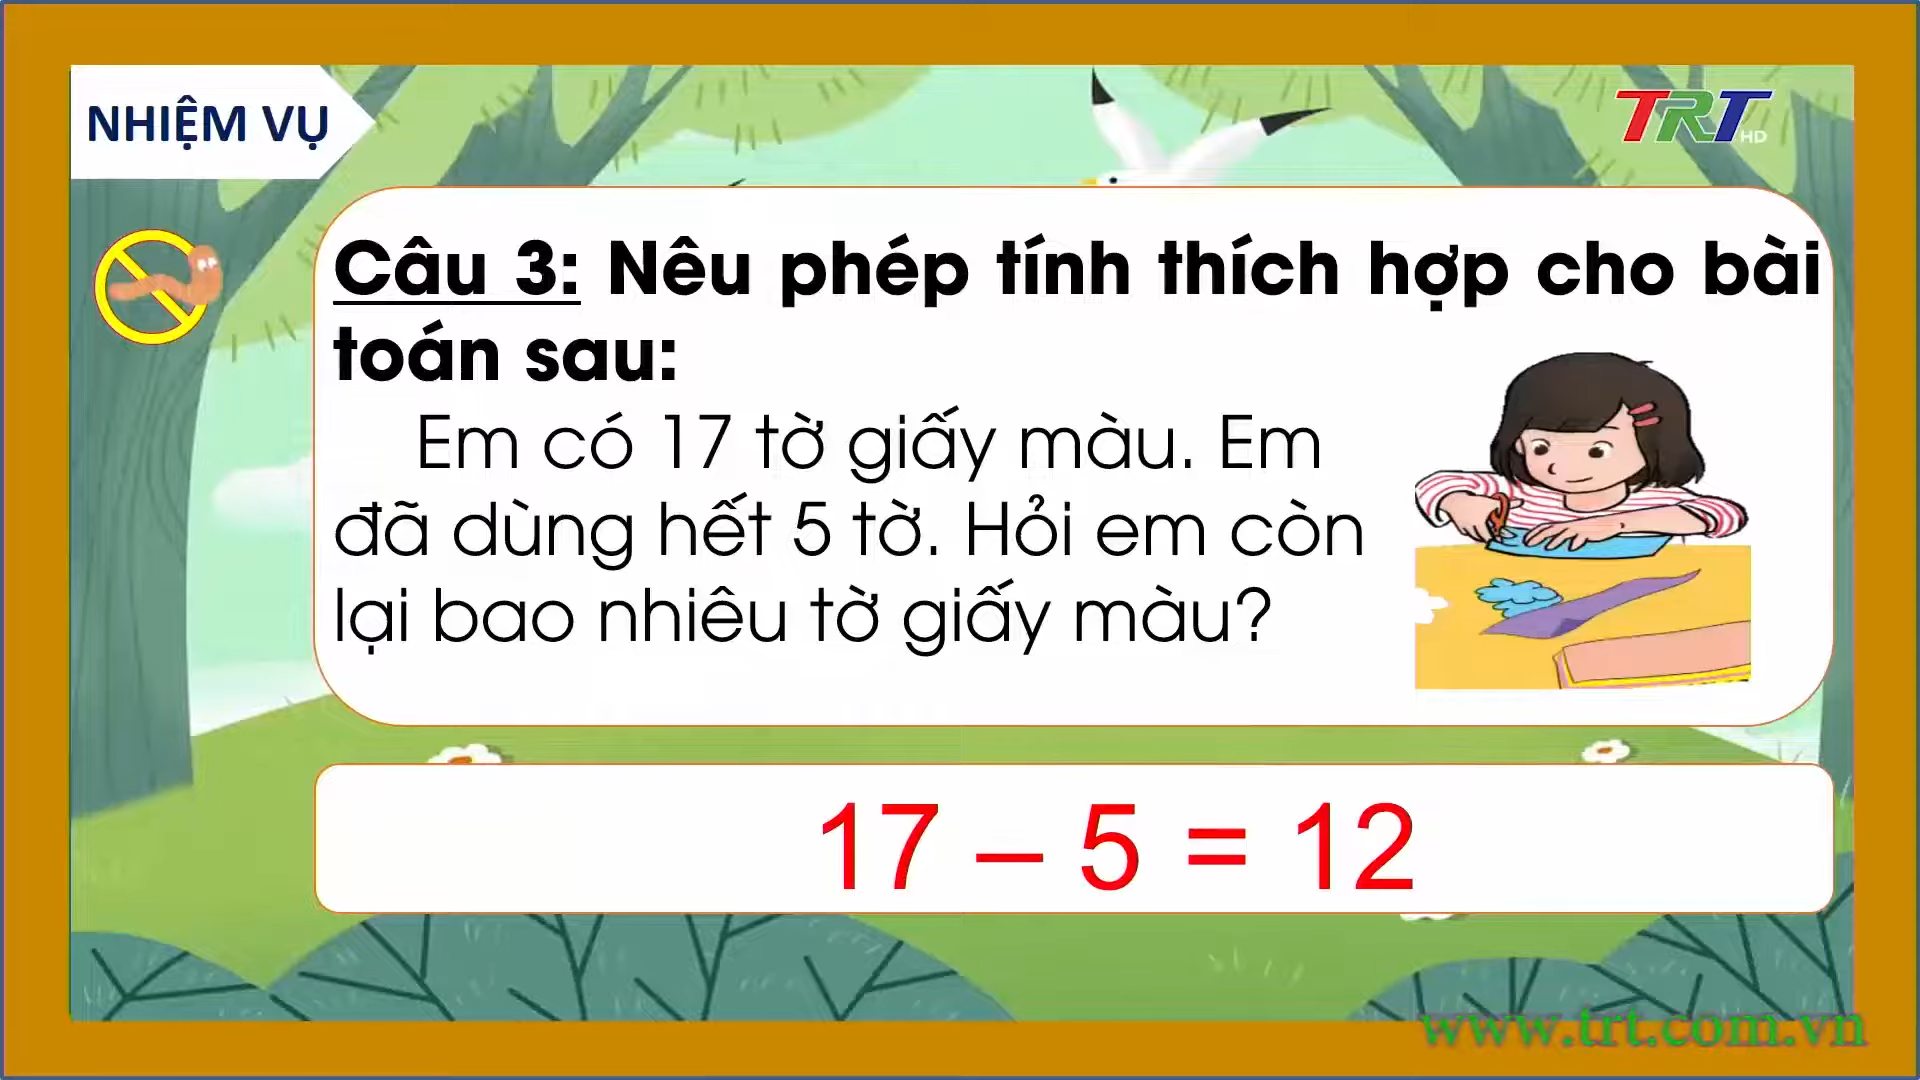 NHIỆM VỤ
TRT HD
Câu 3: Nêu phép tính thích hợp cho bài
toán sau:
Em có 17 tờ giấy màu. Em
đã dùng hết 5 tờ. Hỏi em còn
lại bao nhiêu tờ giấy màu?
17 – 5 = 12
www.trt.com.vn